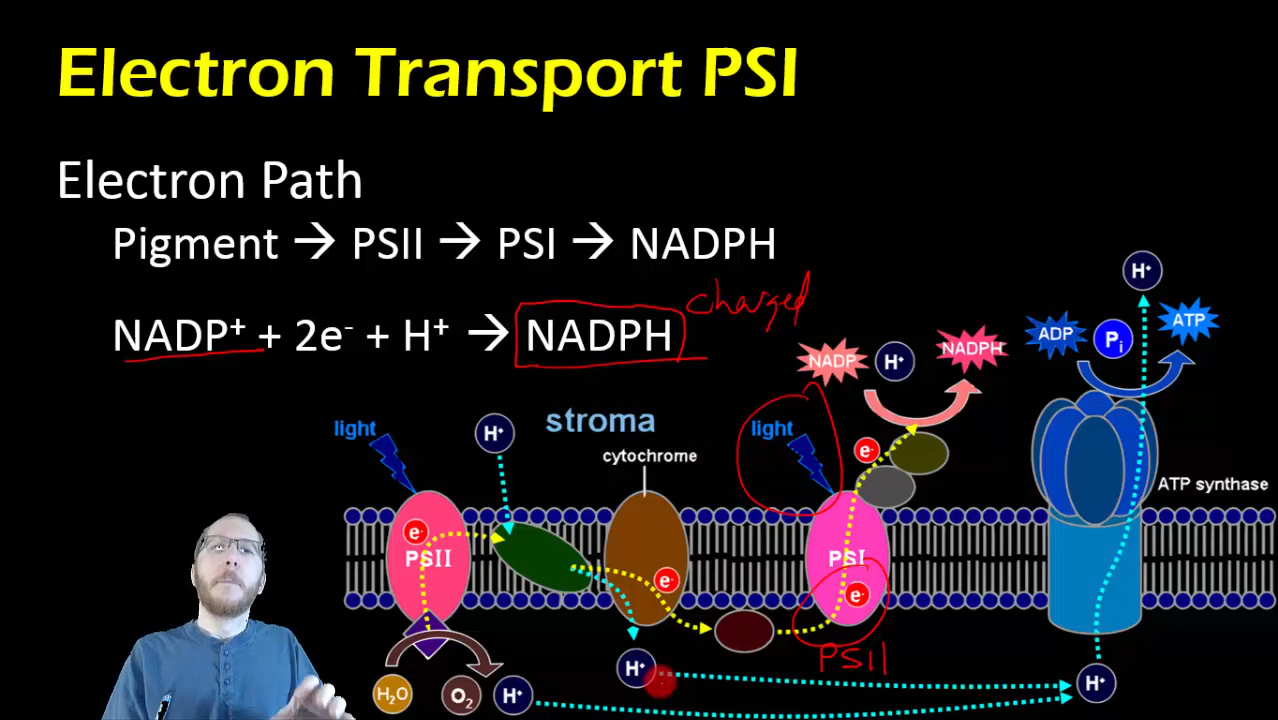 Electron Transport PSI
Electron Path
Pigment → PSII → PSI → NADPH
charged
NADP⁺ + 2e⁻ + H⁺ → NADPH
H⁺
NADP H⁺ NADPH
ADP Pᵢ ATP
light H⁺ stroma light
cytochrome
e⁻
ATP synthase
e⁻
PSII PSI
e⁻ e⁻
PSII
H⁺ H⁺
H₂O O₂ H⁺